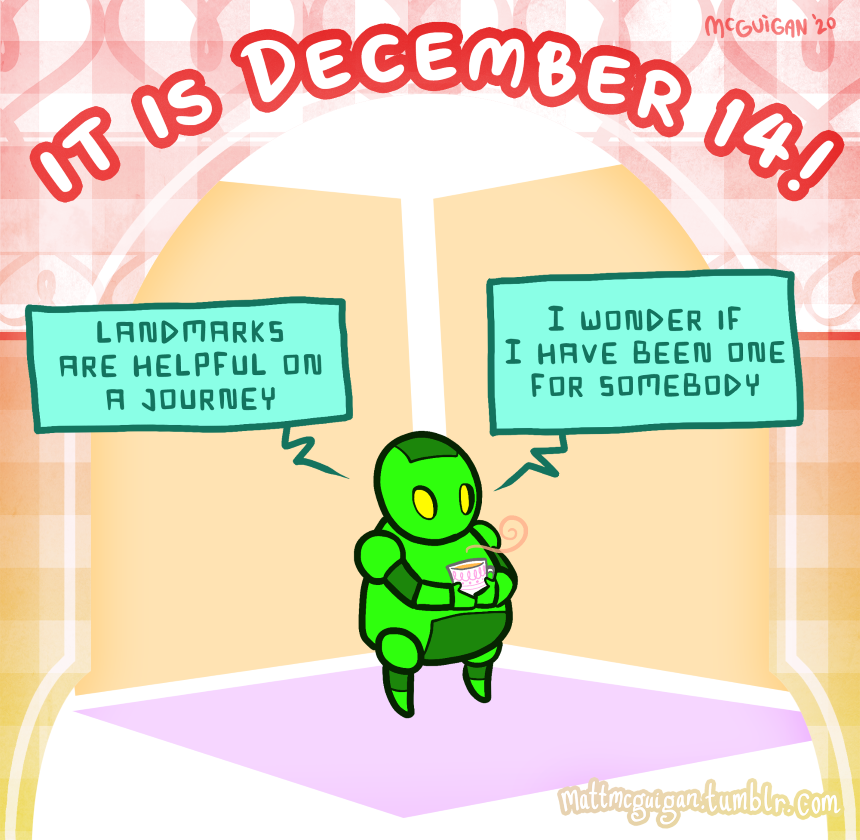 McGuigan '20
IT IS DECEMBER 14!
LANDMARKS
ARE HELPFUL ON
A JOURNEY
I WONDER IF
I HAVE BEEN ONE
FOR SOMEBODY
mattmcguigan.tumblr.com